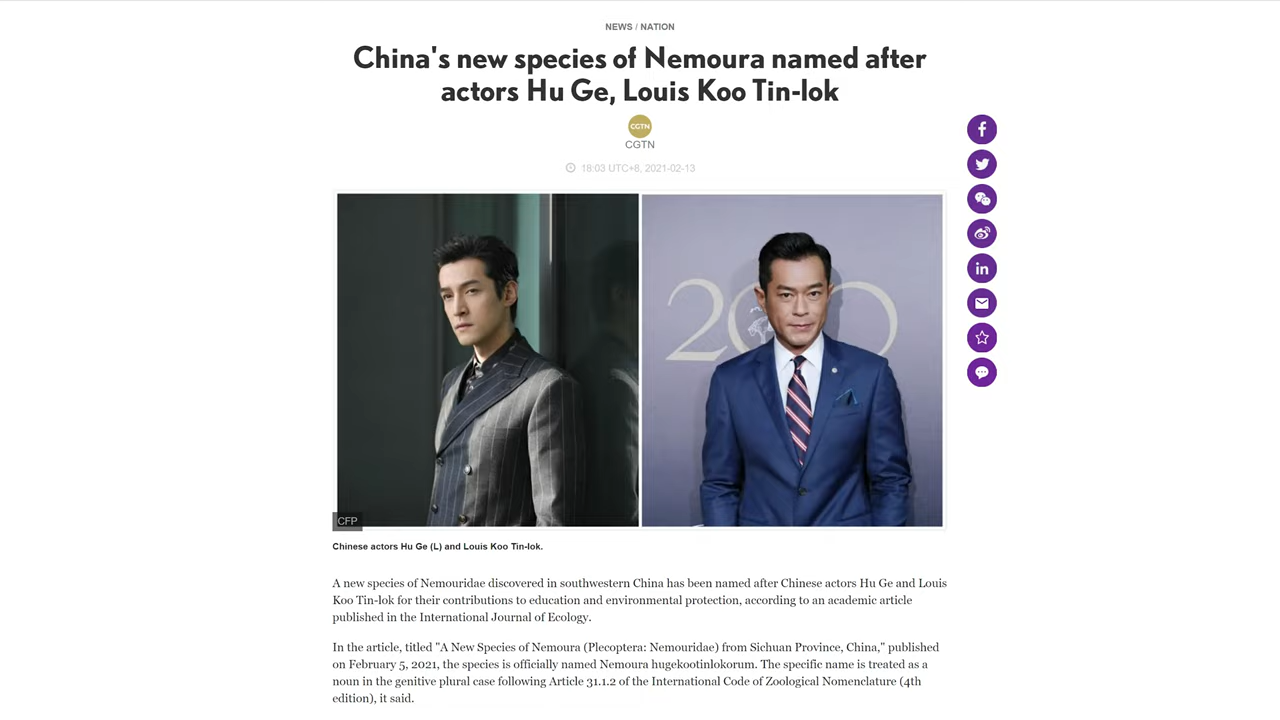 NEWS / NATION
China's new species of Nemoura named after
actors Hu Ge, Louis Koo Tin-lok
CGTN
CGTN
18:03 UTC+8, 2021-02-13
200
CFP
Chinese actors Hu Ge (L) and Louis Koo Tin-lok.
A new species of Nemouridae discovered in southwestern China has been named after Chinese actors Hu Ge and Louis
Koo Tin-lok for their contributions to education and environmental protection, according to an academic article
published in the International Journal of Ecology.
In the article, titled "A New Species of Nemoura (Plecoptera: Nemouridae) from Sichuan Province, China," published
on February 5, 2021, the species is officially named Nemoura hugekootinlokorum. The specific name is treated as a
noun in the genitive plural case following Article 31.1.2 of the International Code of Zoological Nomenclature (4th
edition), it said.